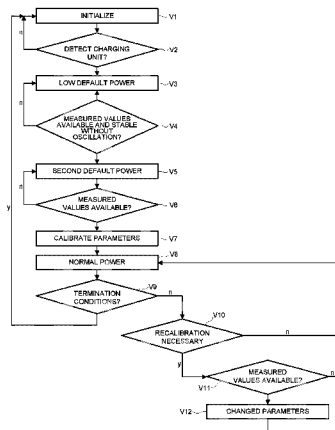 INITIALIZE
V1
n
DETECT CHARGING
UNIT?
V2
LOW DEFAULT POWER
V3
n
MEASURED VALUES
AVAILABLE AND STABLE
WITHOUT
OSCILLATION?
V4
SECOND DEFAULT POWER
V5
n
MEASURED
VALUES AVAILABLE?
V6
CALIBRATE PARAMETERS
V7
V8
NORMAL POWER
y
TERMINATION
CONDITIONS?
V9
n
V10
RECALIBRATION
NECESSARY
n
y
MEASURED
VALUES AVAILABLE?
n
V11
V12
CHANGED PARAMETERS